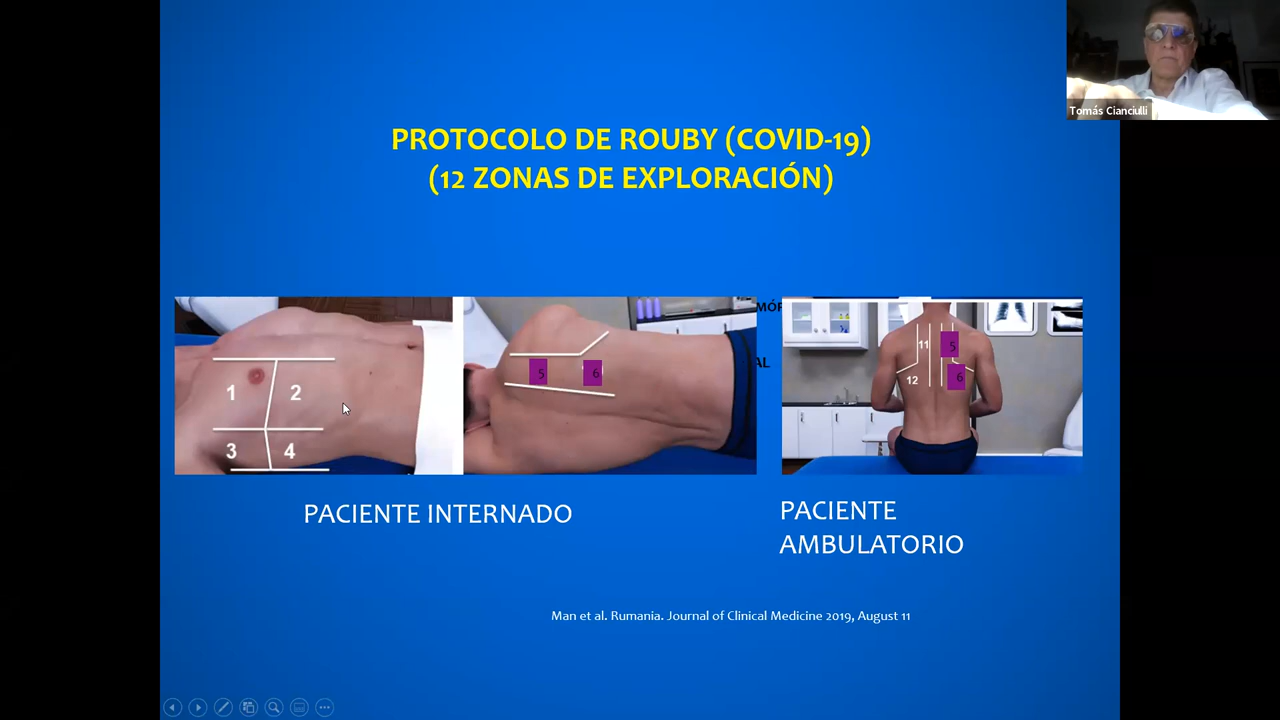 Tomás Cianciulli
PROTOCOLO DE ROUBY (COVID-19)
(12 ZONAS DE EXPLORACIÓN)
1
2
3
4
5
6
11
5
12
6
PACIENTE INTERNADO
PACIENTE
AMBULATORIO
Man et al. Rumania. Journal of Clinical Medicine 2019, August 11